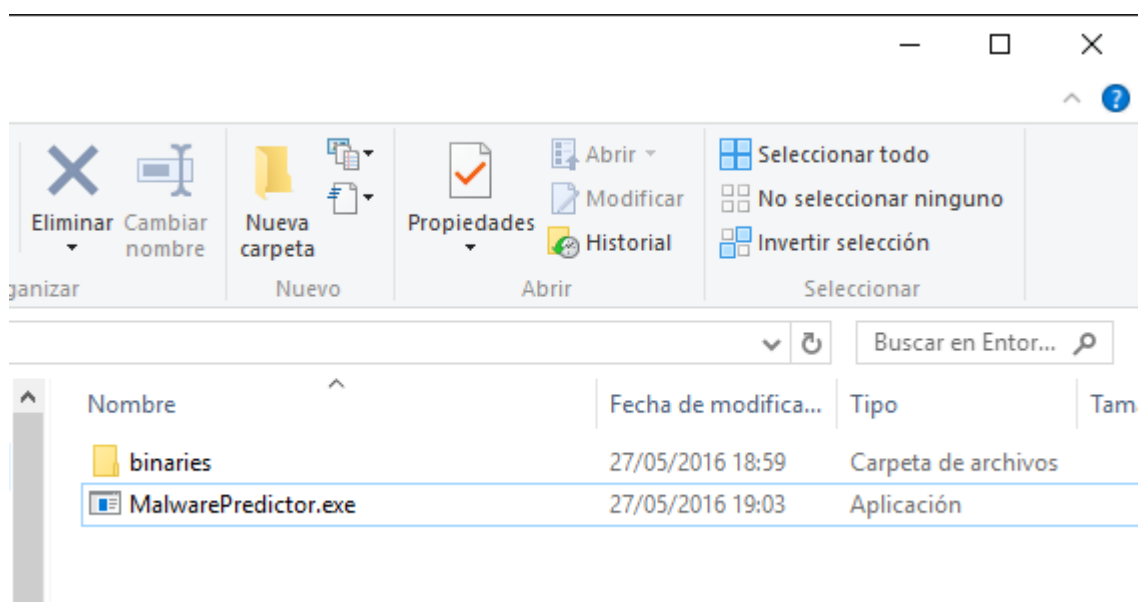 Abrir
Seleccionar todo
Modificar
No seleccionar ninguno
Eliminar
Cambiar
nombre
Nueva
carpeta
Propiedades
Historial
Invertir selección
ganizar
Nuevo
Abrir
Seleccionar
Buscar en Entor...
Nombre
Fecha de modifica...
Tipo
Tam
binaries
27/05/2016 18:59
Carpeta de archivos
MalwarePredictor.exe
27/05/2016 19:03
Aplicación